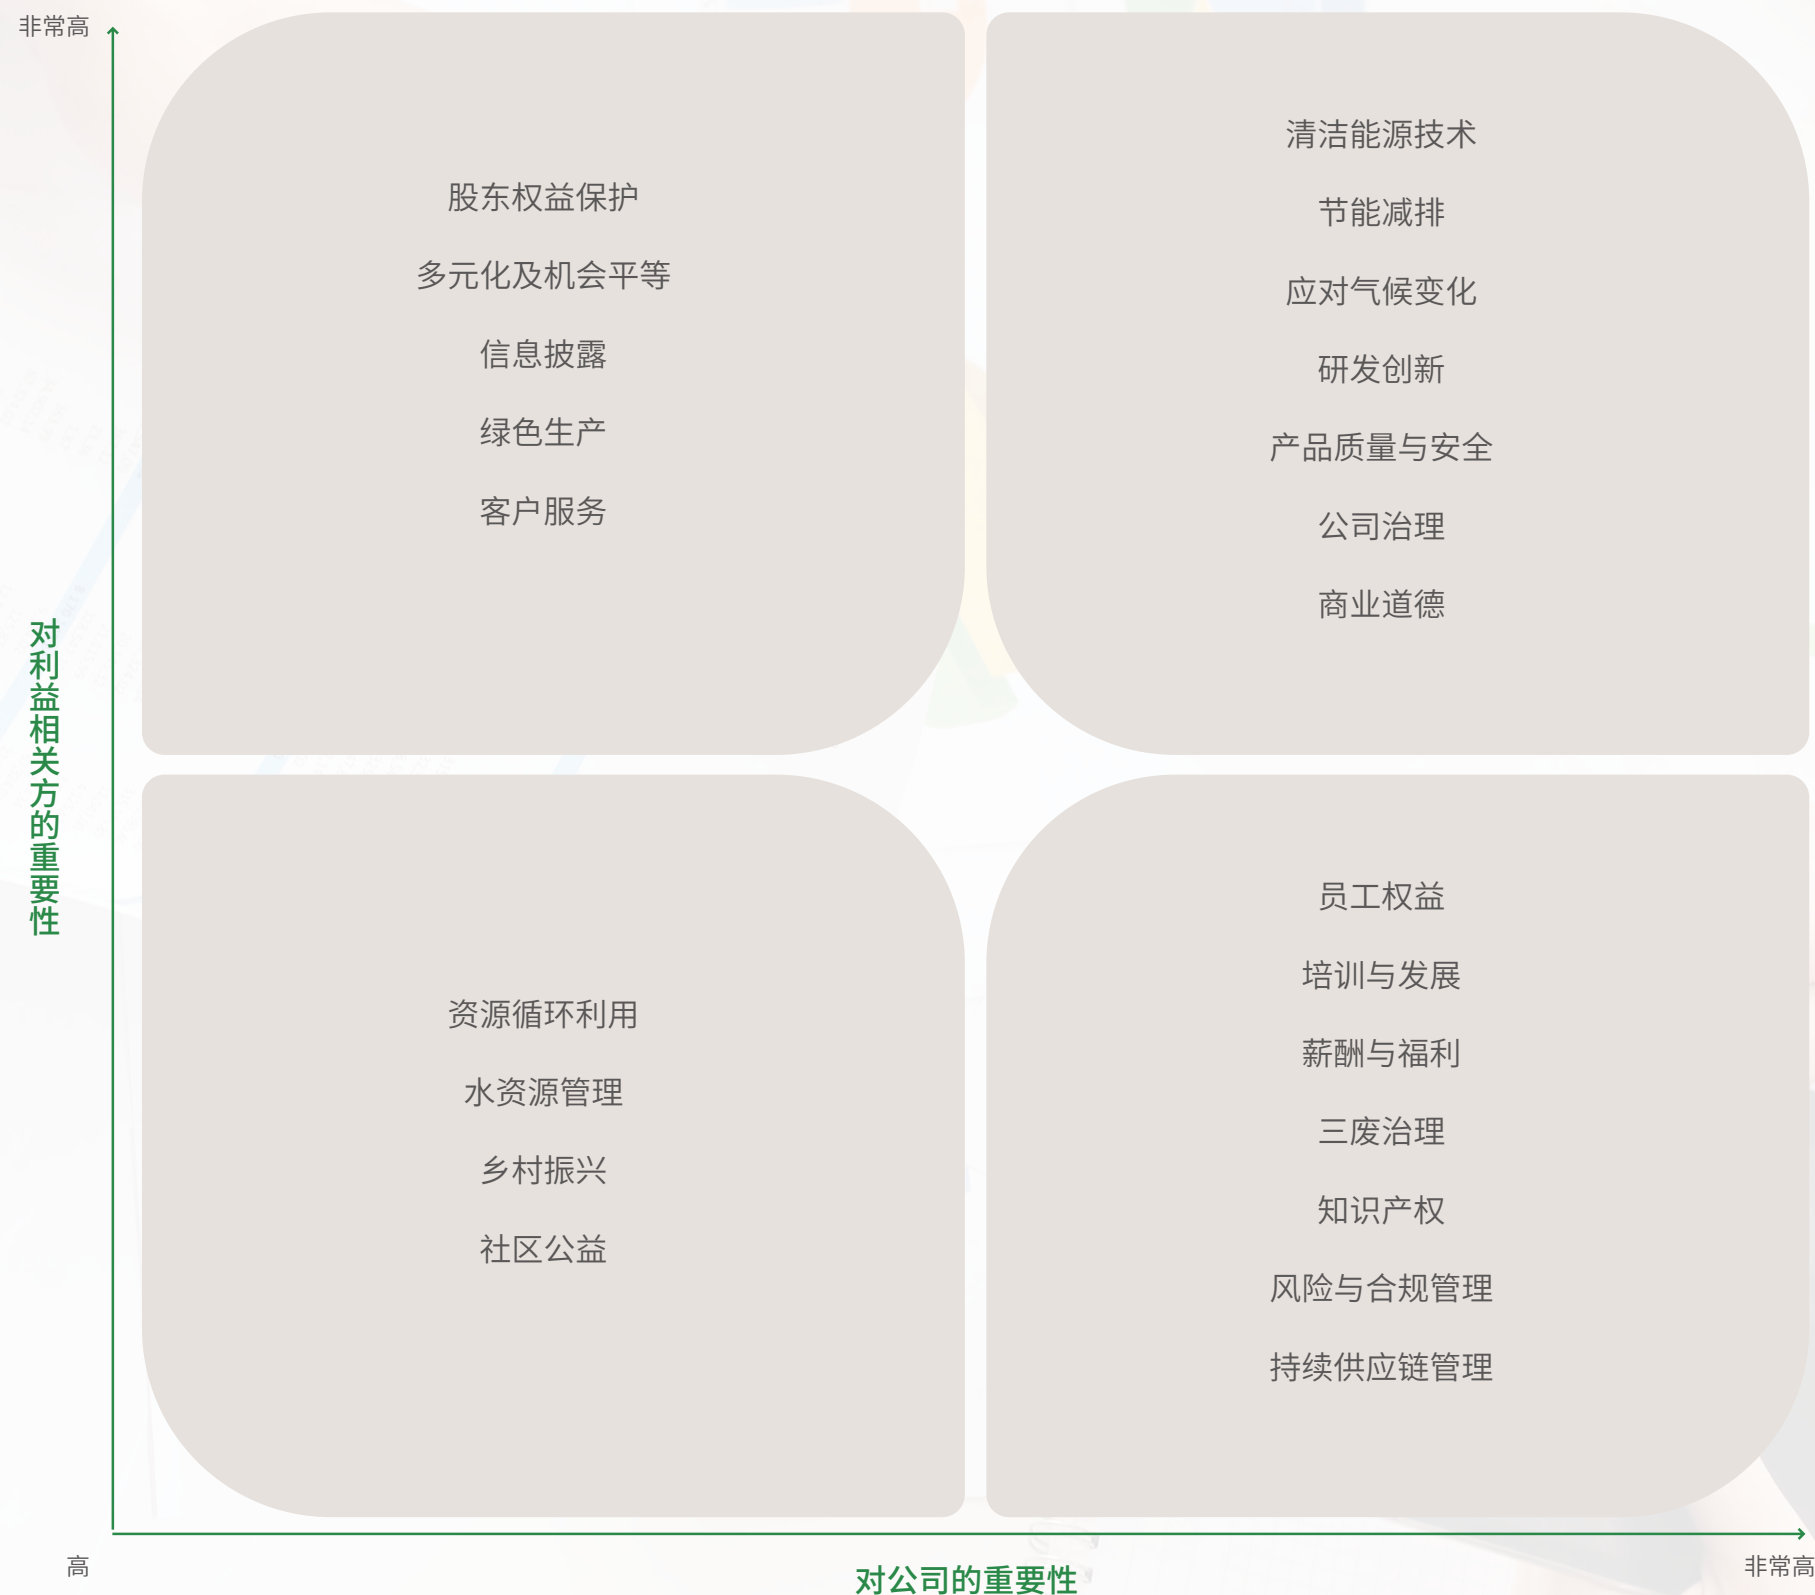 非常高
股东权益保护
多元化及机会平等
信息披露
绿色生产
客户服务
清洁能源技术
节能减排
应对气候变化
研发创新
产品质量与安全
公司治理
商业道德
对利益相关方的重要性
资源循环利用
水资源管理
乡村振兴
社区公益
员工权益
培训与发展
薪酬与福利
三废治理
知识产权
风险与合规管理
持续供应链管理
高
对公司的重要性
非常高